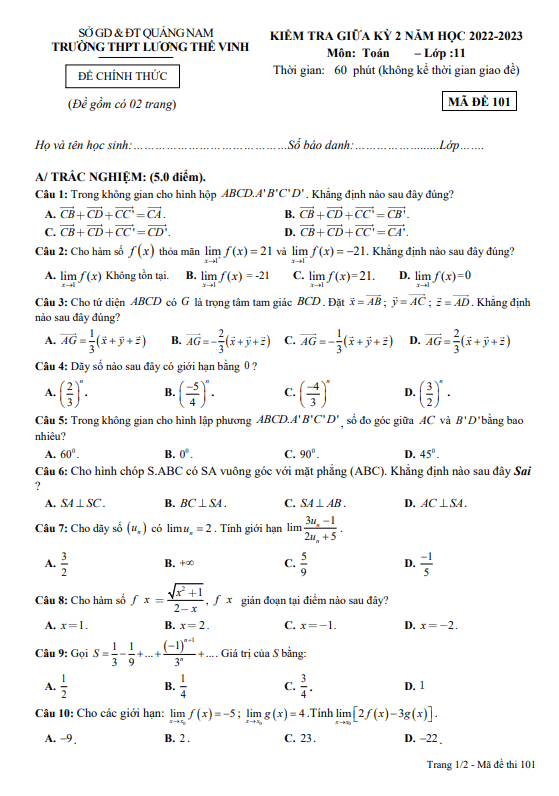 SỞ GD & ĐT QUẢNG NAM
TRƯỜNG THPT LƯƠNG THẾ VINH
ĐỀ CHÍNH THỨC
(Đề gồm có 02 trang)
KIỂM TRA GIỮA KỲ 2 NĂM HỌC 2022-2023
Môn: Toán – Lớp :11
Thời gian: 60 phút (không kể thời gian giao đề)
MÃ ĐỀ 101
Họ và tên học sinh:……………………………………Số báo danh:……………........Lớp…….
A/ TRẮC NGHIỆM: (5.0 điểm).
Câu 1: Trong không gian cho hình hộp $ABCD.A'B'C'D'$. Khẳng định nào sau đây đúng?
A. $\overrightarrow{CB}+\overrightarrow{CD}+\overrightarrow{CC'}=\overrightarrow{CA}$. B. $\overrightarrow{CB}+\overrightarrow{CD}+\overrightarrow{CC'}=\overrightarrow{CB'}$.
C. $\overrightarrow{CB}+\overrightarrow{CD}+\overrightarrow{CC'}=\overrightarrow{CD'}$. D. $\overrightarrow{CB}+\overrightarrow{CD}+\overrightarrow{CC'}=\overrightarrow{CA'}$.
Câu 2: Cho hàm số $f(x)$ thỏa mãn $\lim_{x\to 1^-} f(x)=21$ và $\lim_{x\to 1^+} f(x)=-21$. Khẳng định nào sau đây đúng?
A. $\lim_{x\to 1} f(x)$ Không tồn tại. B. $\lim_{x\to 1} f(x)$ = -21 C. $\lim_{x\to 1} f(x)=21$. D. $\lim_{x\to 1} f(x)=0$
Câu 3: Cho tứ diện $ABCD$ có $G$ là trọng tâm tam giác $BCD$. Đặt $\vec{x}=\overrightarrow{AB}$; $\vec{y}=\overrightarrow{AC}$; $\vec{z}=\overrightarrow{AD}$. Khẳng định
nào sau đây đúng?
A. $\overrightarrow{AG}=\frac{1}{3}(\vec{x}+\vec{y}+\vec{z})$ B. $\overrightarrow{AG}=-\frac{2}{3}(\vec{x}+\vec{y}+\vec{z})$ C. $\overrightarrow{AG}=-\frac{1}{3}(\vec{x}+\vec{y}+\vec{z})$ D. $\overrightarrow{AG}=\frac{2}{3}(\vec{x}+\vec{y}+\vec{z})$
Câu 4: Dãy số nào sau đây có giới hạn bằng 0 ?
A. $\left(\frac{2}{3}\right)^n$. B. $\left(\frac{-5}{4}\right)^n$. C. $\left(\frac{-4}{3}\right)^n$ D. $\left(\frac{3}{2}\right)^n$.
Câu 5: Trong không gian cho hình lập phương $ABCD.A'B'C'D'$, số đo góc giữa $AC$ và $B'D'$ bằng bao
nhiêu?
A. $60^0$. B. $0^0$. C. $90^0$. D. $45^0$.
Câu 6: Cho hình chóp S.ABC có SA vuông góc với mặt phẳng (ABC). Khẳng định nào sau đây Sai
?
A. $SA \perp SC$. B. $BC \perp SA$. C. $SA \perp AB$. D. $AC \perp SA$.
Câu 7: Cho dãy số $(u_n)$ có $\lim u_n = 2$. Tính giới hạn $\lim \frac{3u_n-1}{2u_n+5}$.
A. $\frac{3}{2}$ B. $+\infty$ C. $\frac{5}{9}$ D. $\frac{-1}{5}$
Câu 8: Cho hàm số $f\ x = \frac{\sqrt{x^2+1}}{2-x}$, $f\ x$ gián đoạn tại điểm nào sau đây?
A. $x=1$. B. $x=2$. C. $x=-1$. D. $x=-2$.
Câu 9: Gọi $S=\frac{1}{3}-\frac{1}{9}+...+\frac{(-1)^{n+1}}{3^n}+...$. Giá trị của $S$ bằng:
A. $\frac{1}{2}$ B. $\frac{1}{4}$ C. $\frac{3}{4}$. D. 1
Câu 10: Cho các giới hạn: $\lim_{x\to x_0} f(x)=-5$; $\lim_{x\to x_0} g(x)=4$.Tính $\lim_{x\to x_0}[2f(x)-3g(x)]$.
A. $-9$. B. 2. C. 23. D. $-22$.
Trang 1/2 - Mã đề thi 101